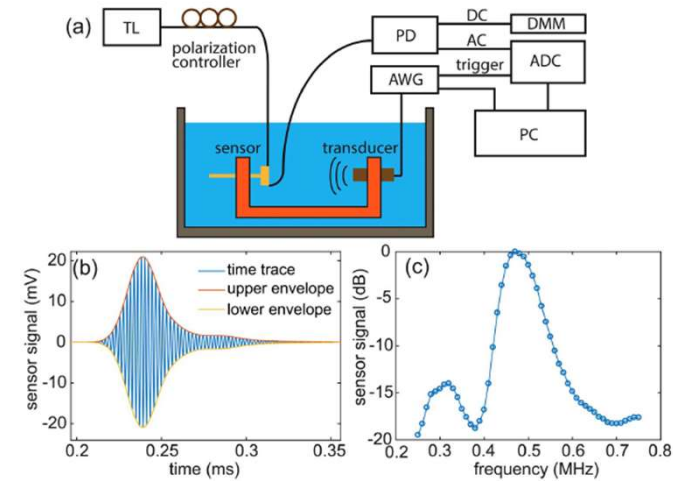 (a)
TL
polarization
controller
PD
DC
DMM
AC
ADC
trigger
AWG
PC
sensor
transducer
(b)
sensor signal (mV)
20
10
0
-10
-20
time trace
upper envelope
lower envelope
0.2
0.25
0.3
0.35
time (ms)
(c)
sensor signal (dB)
0
-5
-10
-15
-20
0.2
0.3
0.4
0.5
0.6
0.7
0.8
frequency (MHz)